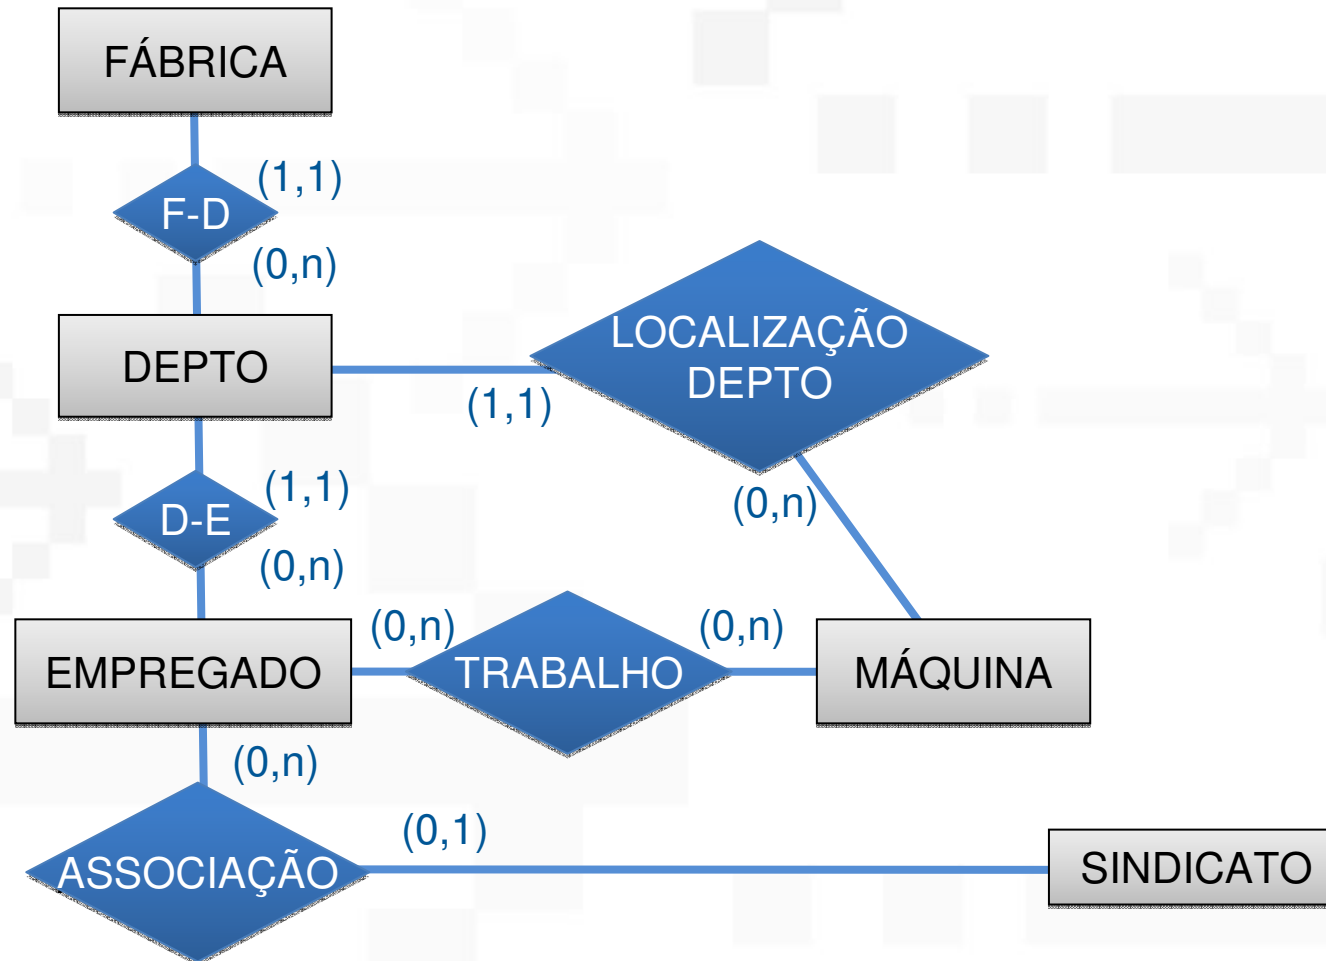 FÁBRICA
(1,1)
F-D
(0,n)
DEPTO
(1,1)
LOCALIZAÇÃO
DEPTO
(0,n)
(1,1)
D-E
(0,n)
EMPREGADO
(0,n)
TRABALHO
(0,n)
MÁQUINA
(0,n)
ASSOCIAÇÃO
(0,1)
SINDICATO